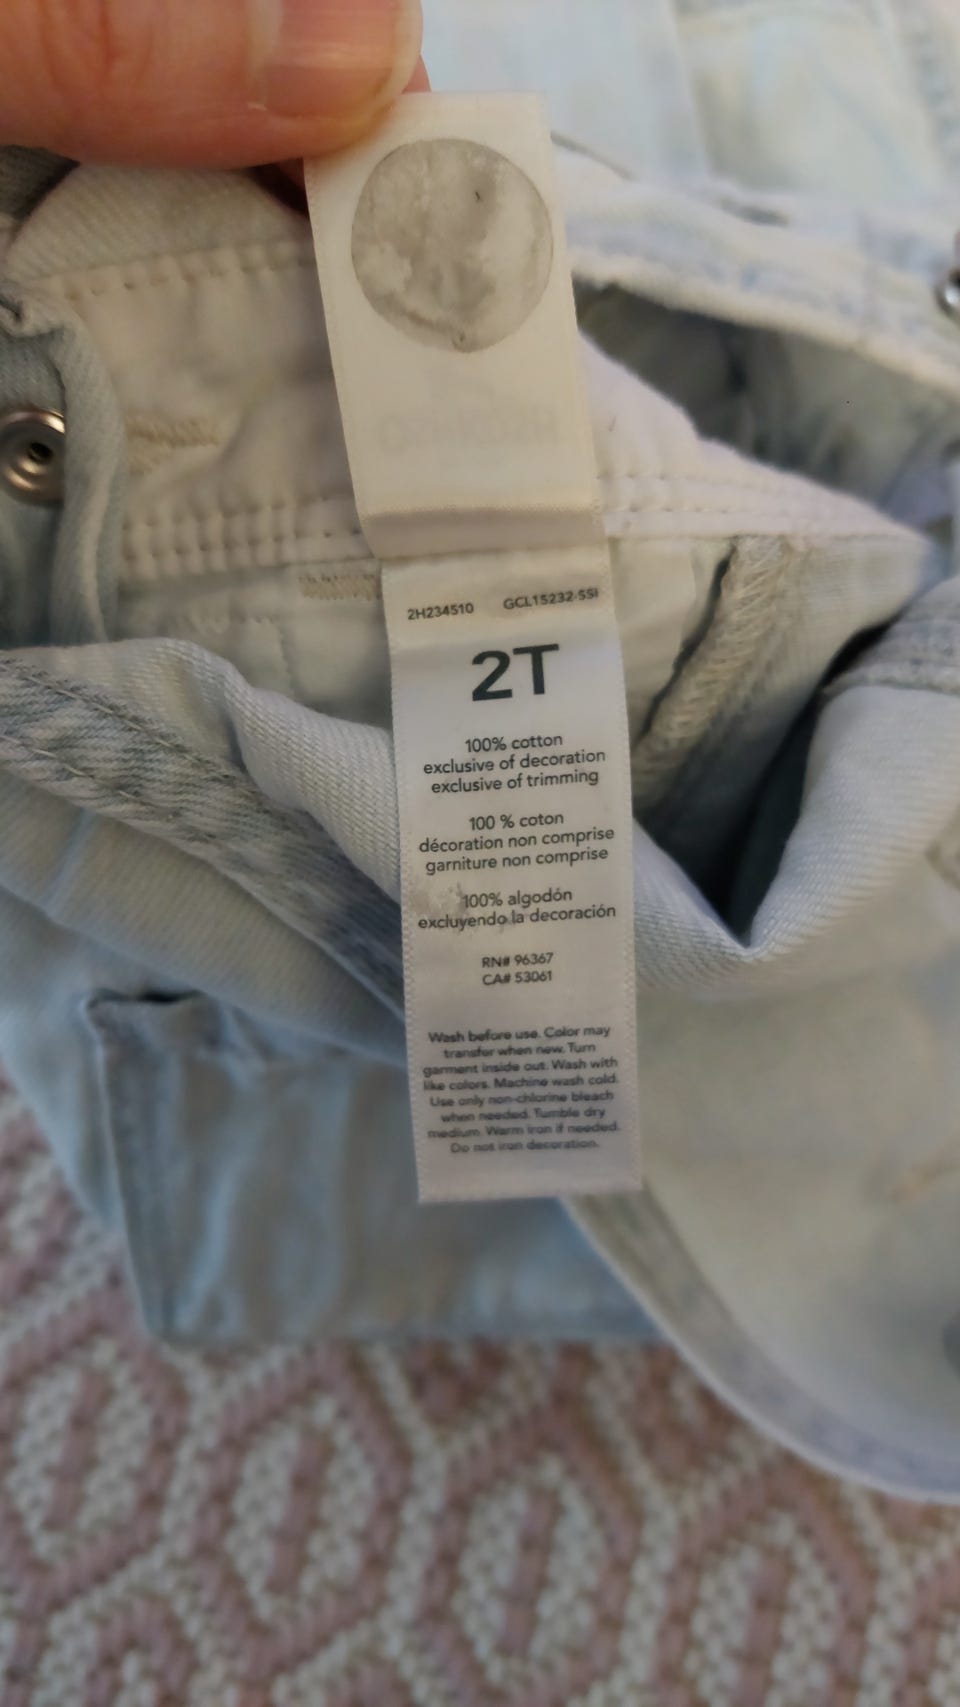 2H234510 GCL15232-SSI
2T
100% cotton
exclusive of decoration
exclusive of trimming
100 % coton
décoration non comprise
garniture non comprise
100% algodón
excluyendo la decoración
RN# 96367
CA# 53061
Wash before use. Color may
transfer when new. Turn
garment inside out. Wash with
like colors. Machine wash cold.
Use only non-chlorine bleach
when needed. Tumble dry
medium. Warm iron if needed.
Do not iron decoration.